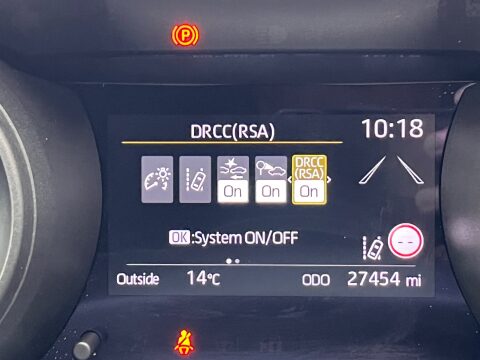 P
DRCC(RSA)
10:18
DRCC
(RSA)
On
On
On
OK:System ON/OFF
--
Outside 14°C ODO 27454 mi